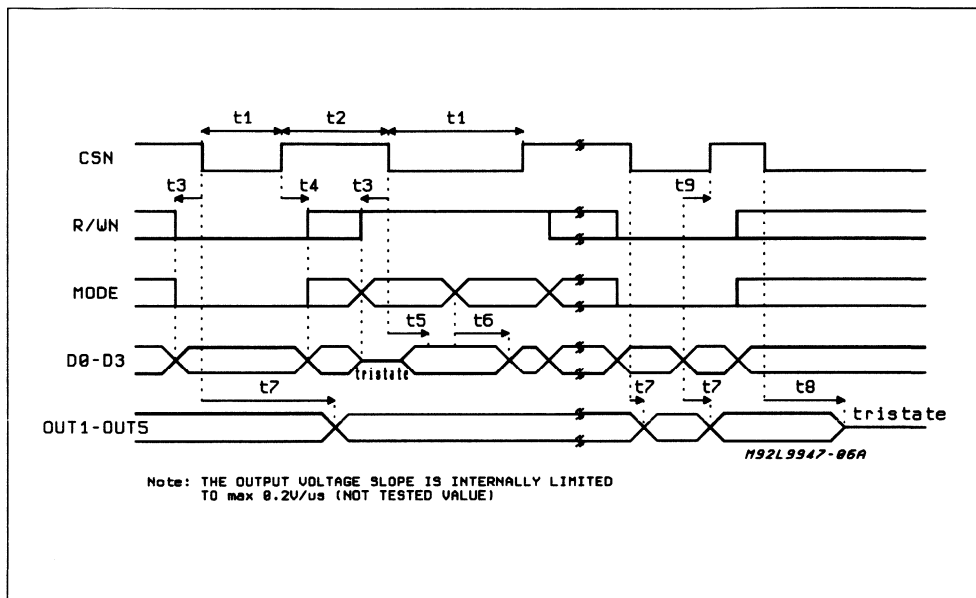 t1 t2 t1
CSN
t3 t4 t3 t9
R/WN
MODE
t5 t6
D0-D3
tristate
t7 t7 t7 t8
tristate
OUT1-OUT5
M92L9947-06A
Note: THE OUTPUT VOLTAGE SLOPE IS INTERNALLY LIMITED
TO max 0.2V/us (NOT TESTED VALUE)